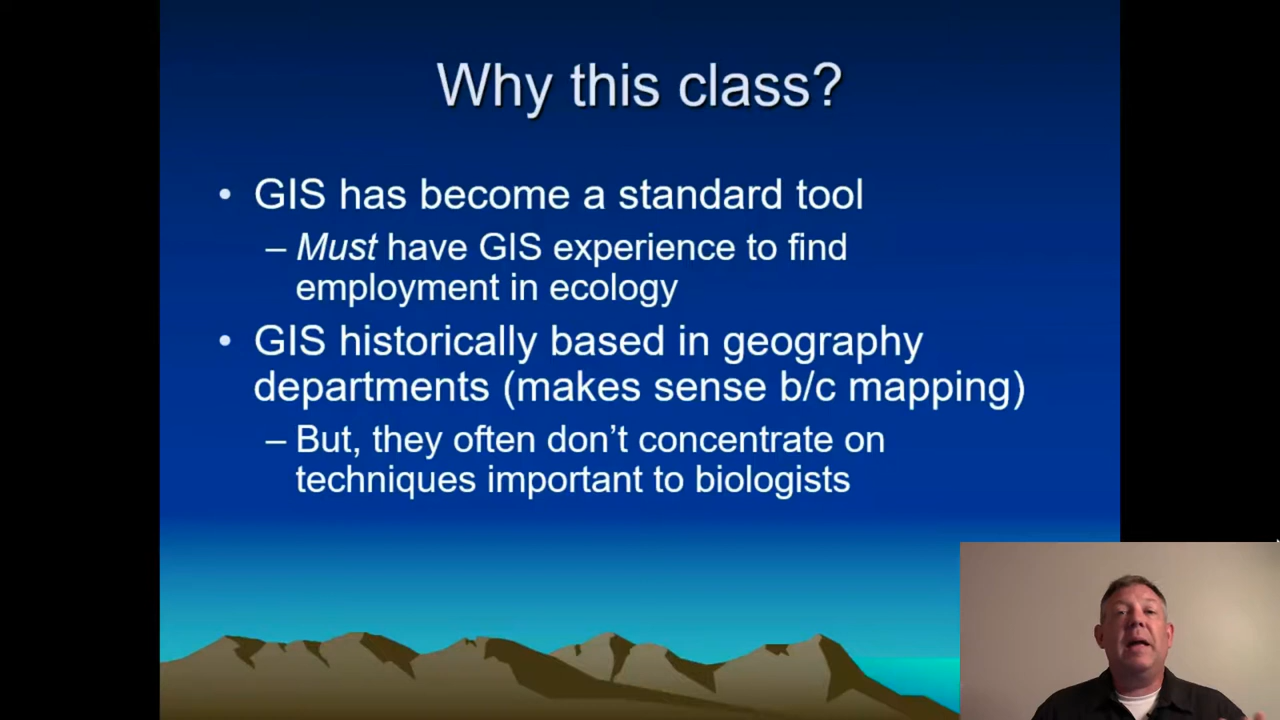 Why this class?
• GIS has become a standard tool
– Must have GIS experience to find
employment in ecology
• GIS historically based in geography
departments (makes sense b/c mapping)
– But, they often don’t concentrate on
techniques important to biologists